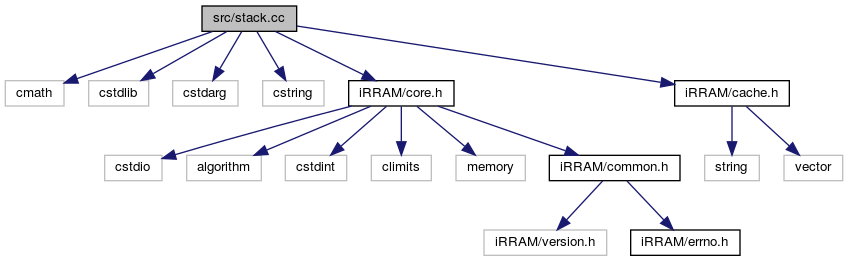 src/stack.cc
cmath
cstdlib
cstdarg
cstring
iRRAM/core.h
iRRAM/cache.h
cstdio
algorithm
cstdint
climits
memory
iRRAM/common.h
string
vector
iRRAM/version.h
iRRAM/errno.h